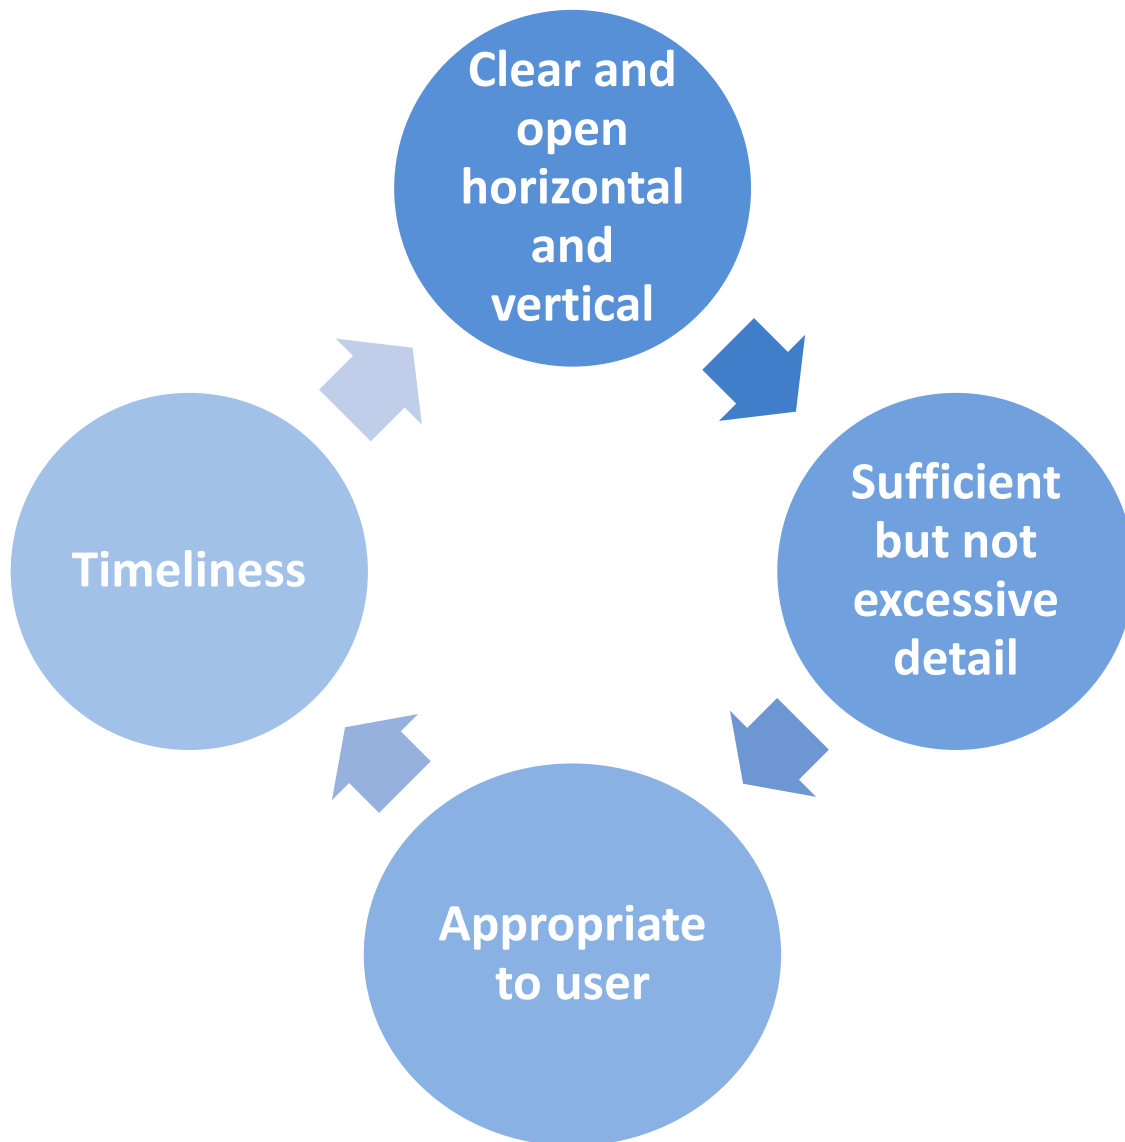 Clear and
open
horizontal
and
vertical
Sufficient
but not
excessive
detail
Appropriate
to user
Timeliness